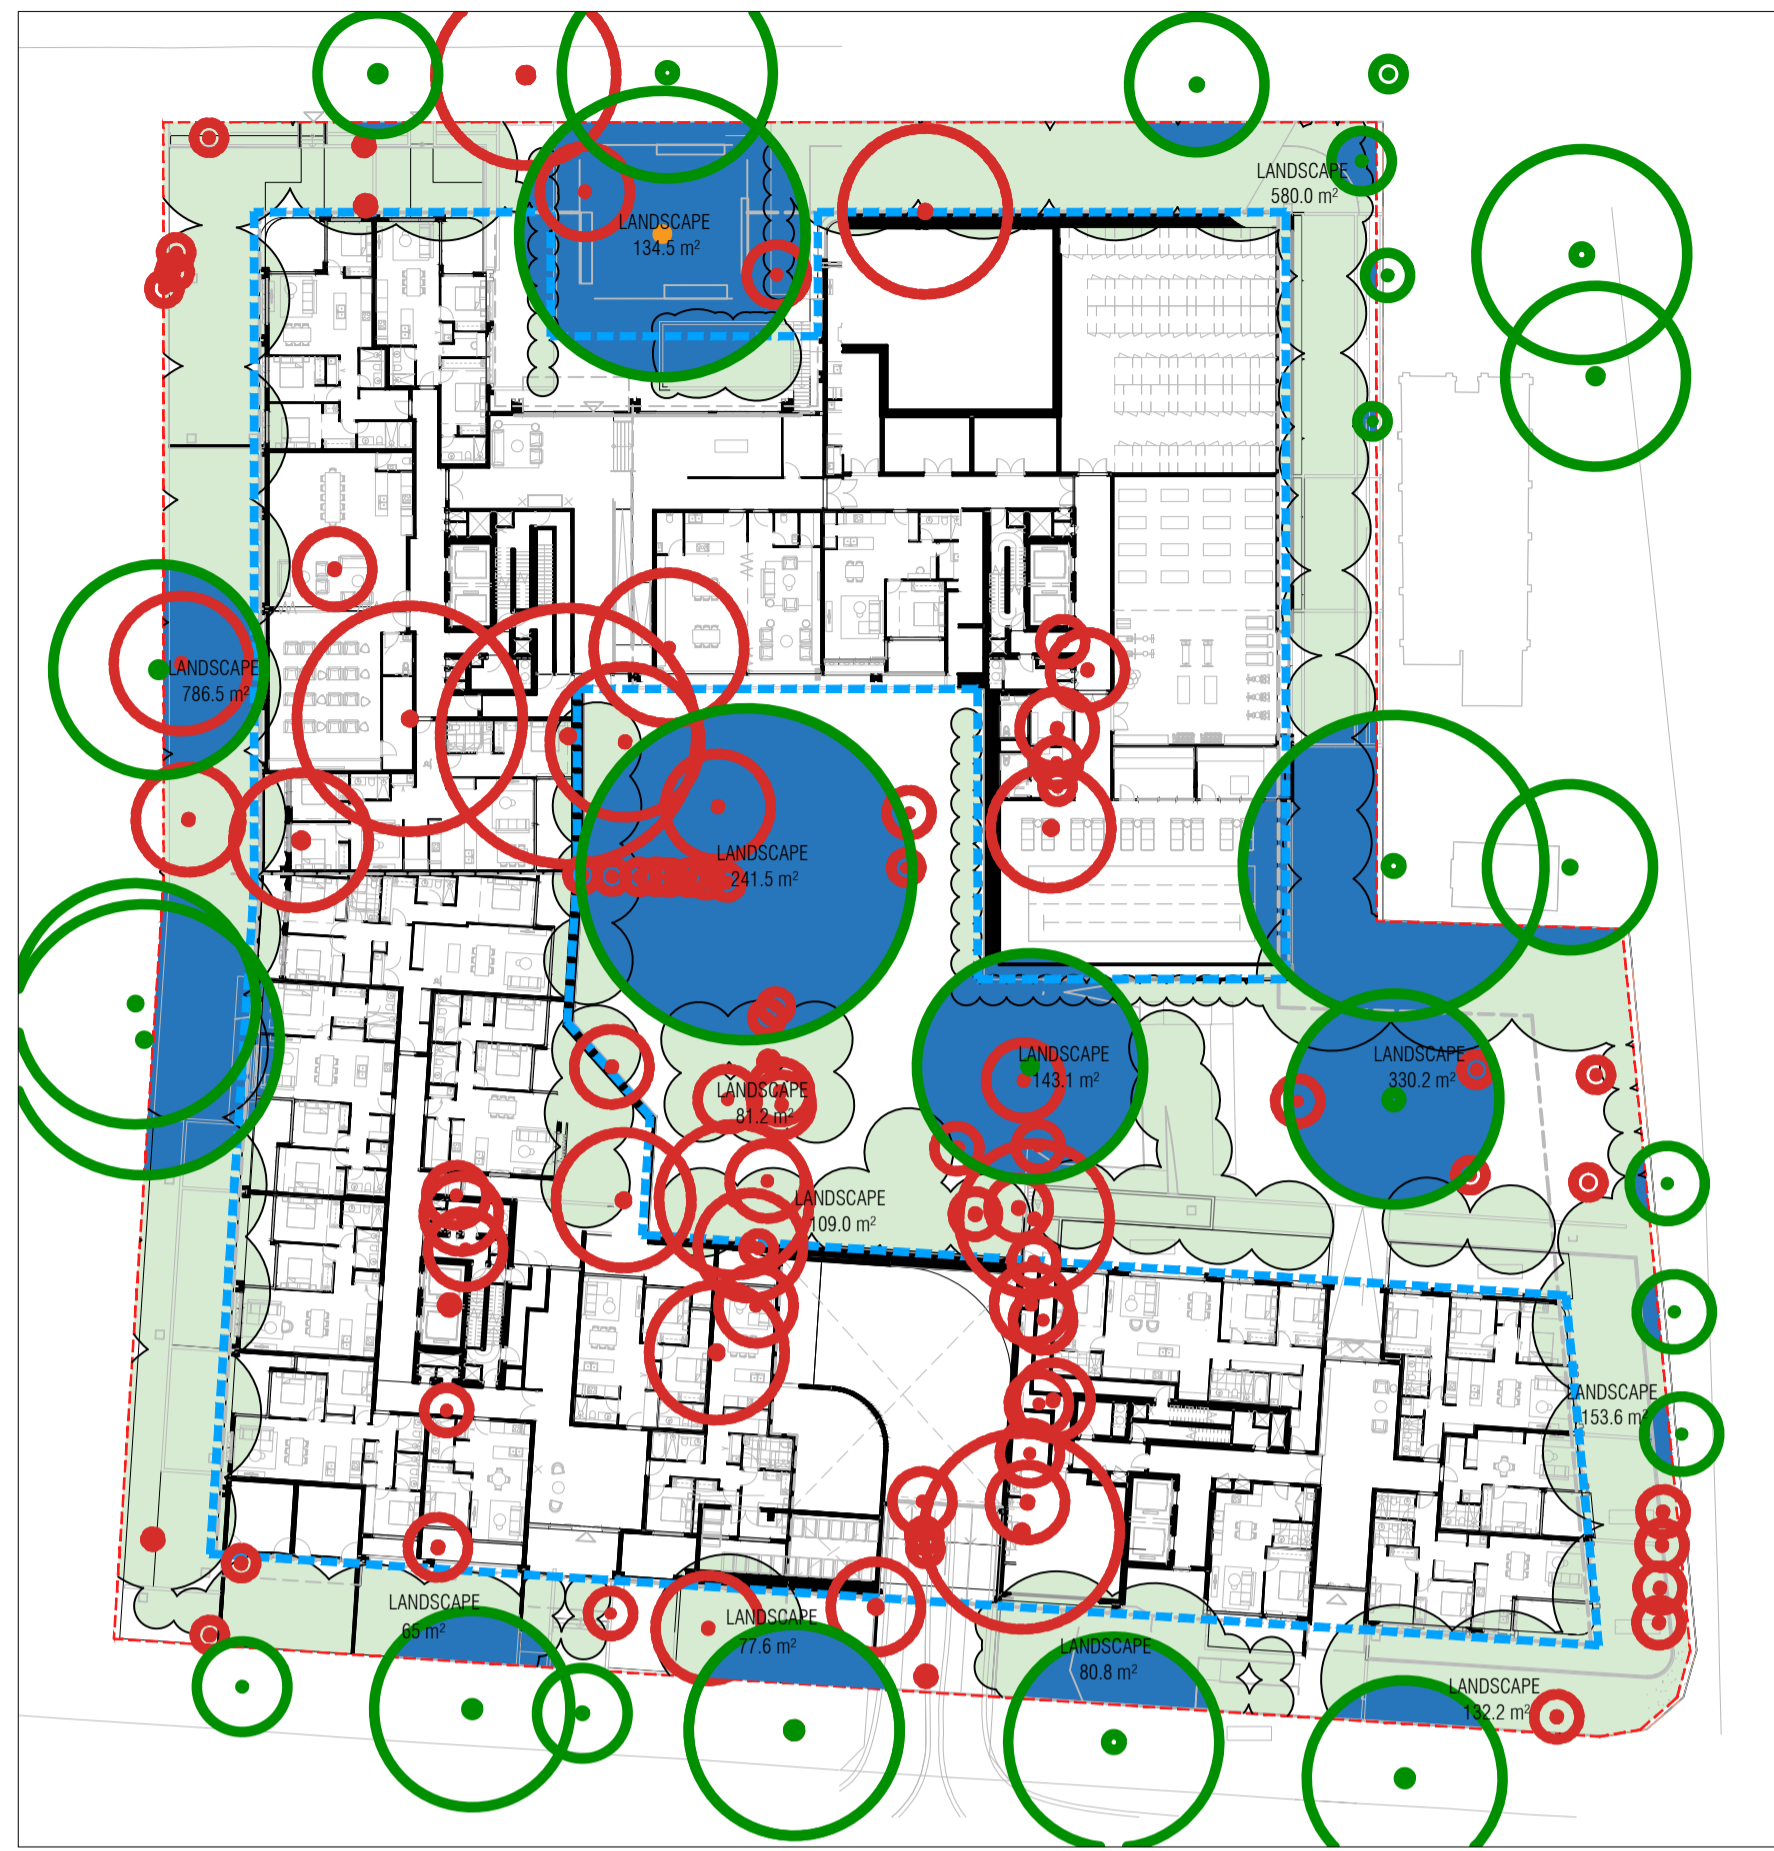 LANDSCAPE
580.0 m²
LANDSCAPE
134.5 m²
LANDSCAPE
786.5 m²
LANDSCAPE
241.5 m²
LANDSCAPE
143.1 m²
LANDSCAPE
330.2 m²
LANDSCAPE
81.2 m²
LANDSCAPE
109.0 m²
LANDSCAPE
153.6 m²
LANDSCAPE
65 m²
LANDSCAPE
77.6 m²
LANDSCAPE
80.8 m²
LANDSCAPE
132.2 m²